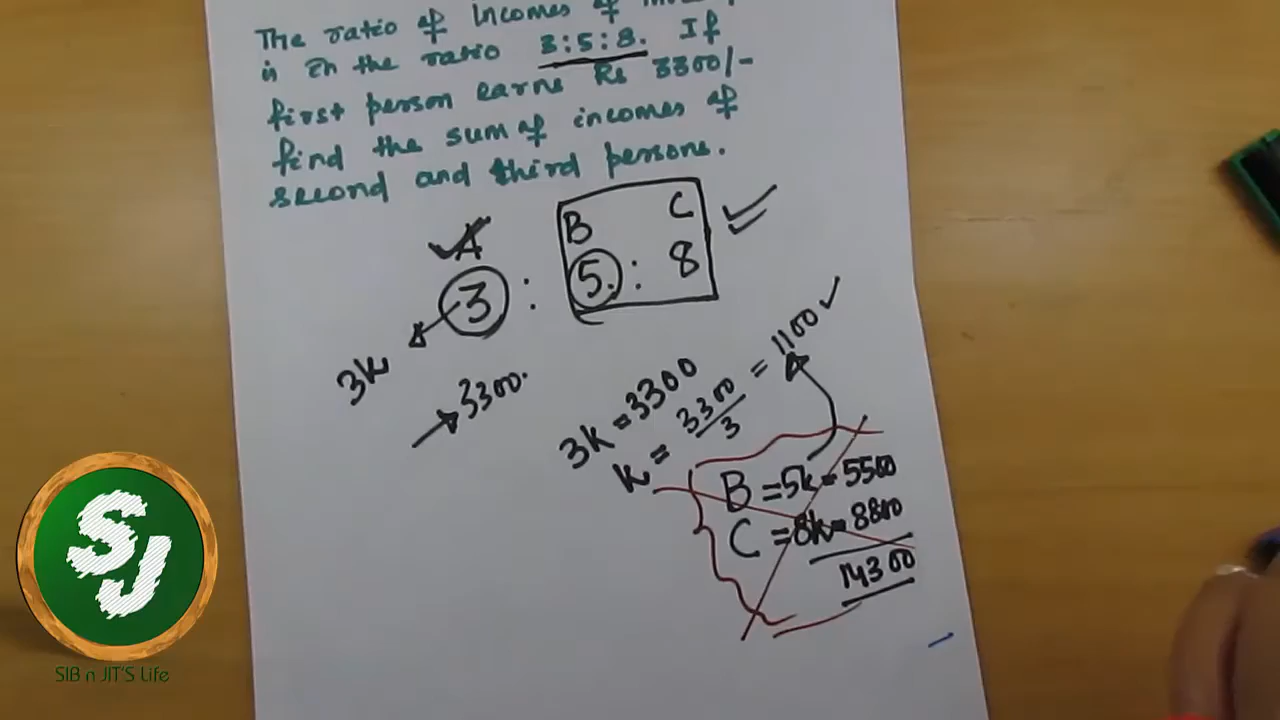 The ratio of Incomes of
is in the ratio 3:5:8. If
first person earns Rs 3300/-
find the sum of incomes of
second and third persons.
A B C
3 : 5 : 8
3k
3300.
3k = 3300
k = 3300/3 = 1100
B = 5k = 5500
C = 8k = 8800
14300
SJ
SIB n JIT'S Life